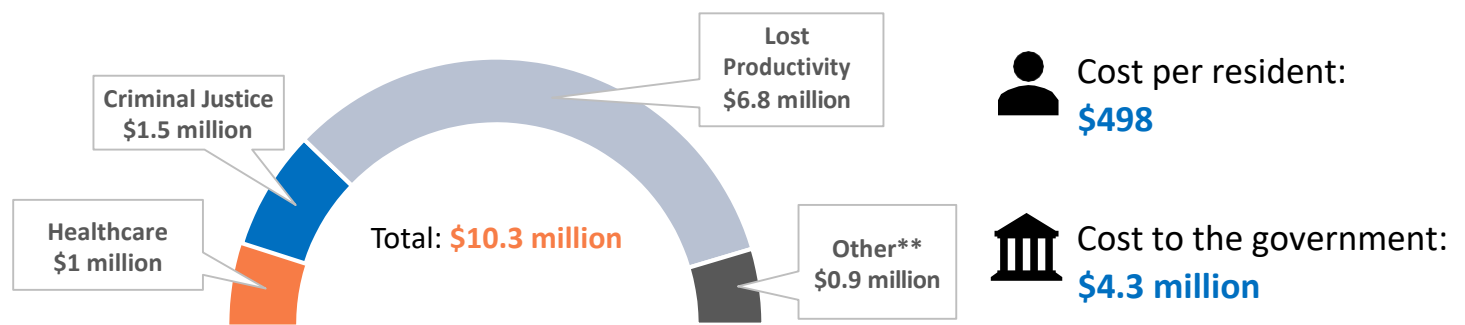 Lost
Productivity
$6.8 million
Criminal Justice
$1.5 million
Healthcare
$1 million
Total: $10.3 million
Other**
$0.9 million
Cost per resident:
$498
Cost to the government:
$4.3 million